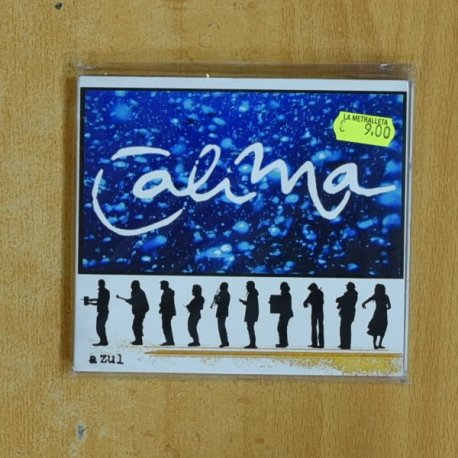 LA METRALLETA
€ 9.00
Calima
azul